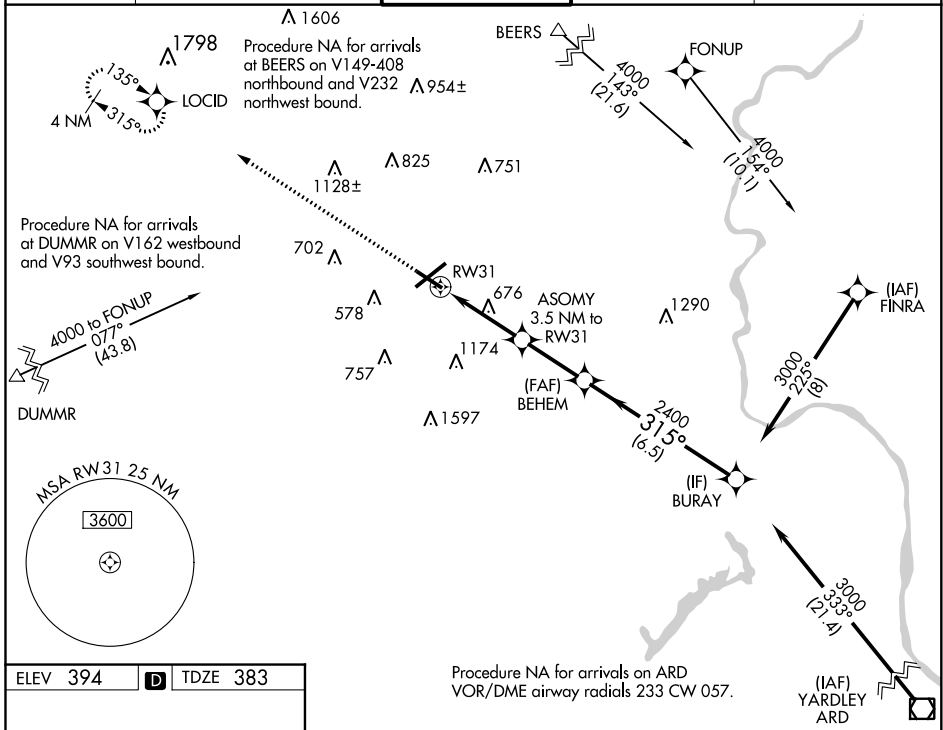 1606
1798
Procedure NA for arrivals
at BEERS on V149-408
northbound and V232
northwest bound.
954±
135°
315°
4 NM
LOCID
BEERS
4000
143°
(21.6)
FONUP
4000
154°
(10.1)
1128±
825
751
Procedure NA for arrivals
at DUMMR on V162 westbound
and V93 southwest bound.
702
578
757
RW31
676
ASOMY
3.5 NM to
RW31
1174
1290
(IAF)
FINRA
3000
225°
(8)
4000 to FONUP
077°
(43.8)
DUMMR
(FAF)
BEHEM
1597
2400
315°
(6.5)
(IF)
BURAY
MSA RW31 25 NM
3600
3000
333°
(21.4)
(IAF)
YARDLEY
ARD
Procedure NA for arrivals on ARD
VOR/DME airway radials 233 CW 057.
ELEV 394 D TDZE 383